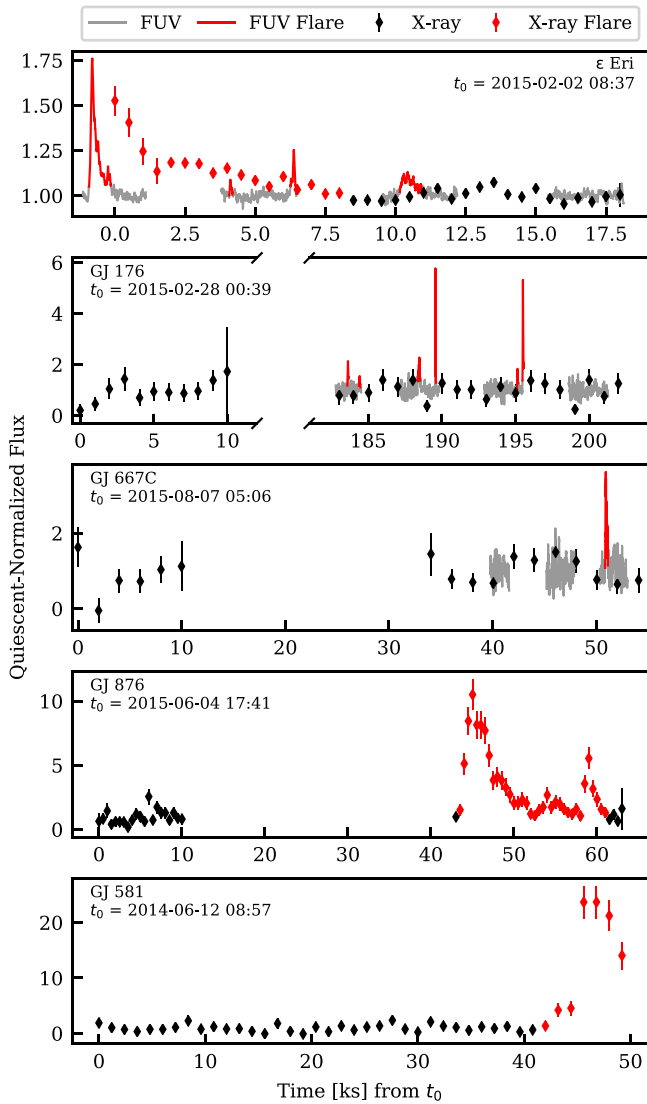 FUV FUV Flare X-ray X-ray Flare
ε Eri
t0 = 2015-02-02 08:37
1.75
1.50
1.25
1.00
0.0 2.5 5.0 7.5 10.0 12.5 15.0 17.5
GJ 176
t0 = 2015-02-28 00:39
6
4
2
0
0 5 10 185 190 195 200
GJ 667C
t0 = 2015-08-07 05:06
2
0
0 10 20 30 40 50
GJ 876
t0 = 2015-06-04 17:41
10
5
0
0 10 20 30 40 50 60
GJ 581
t0 = 2014-06-12 08:57
20
10
0
0 10 20 30 40 50
Quiescent-Normalized Flux
Time [ks] from t0